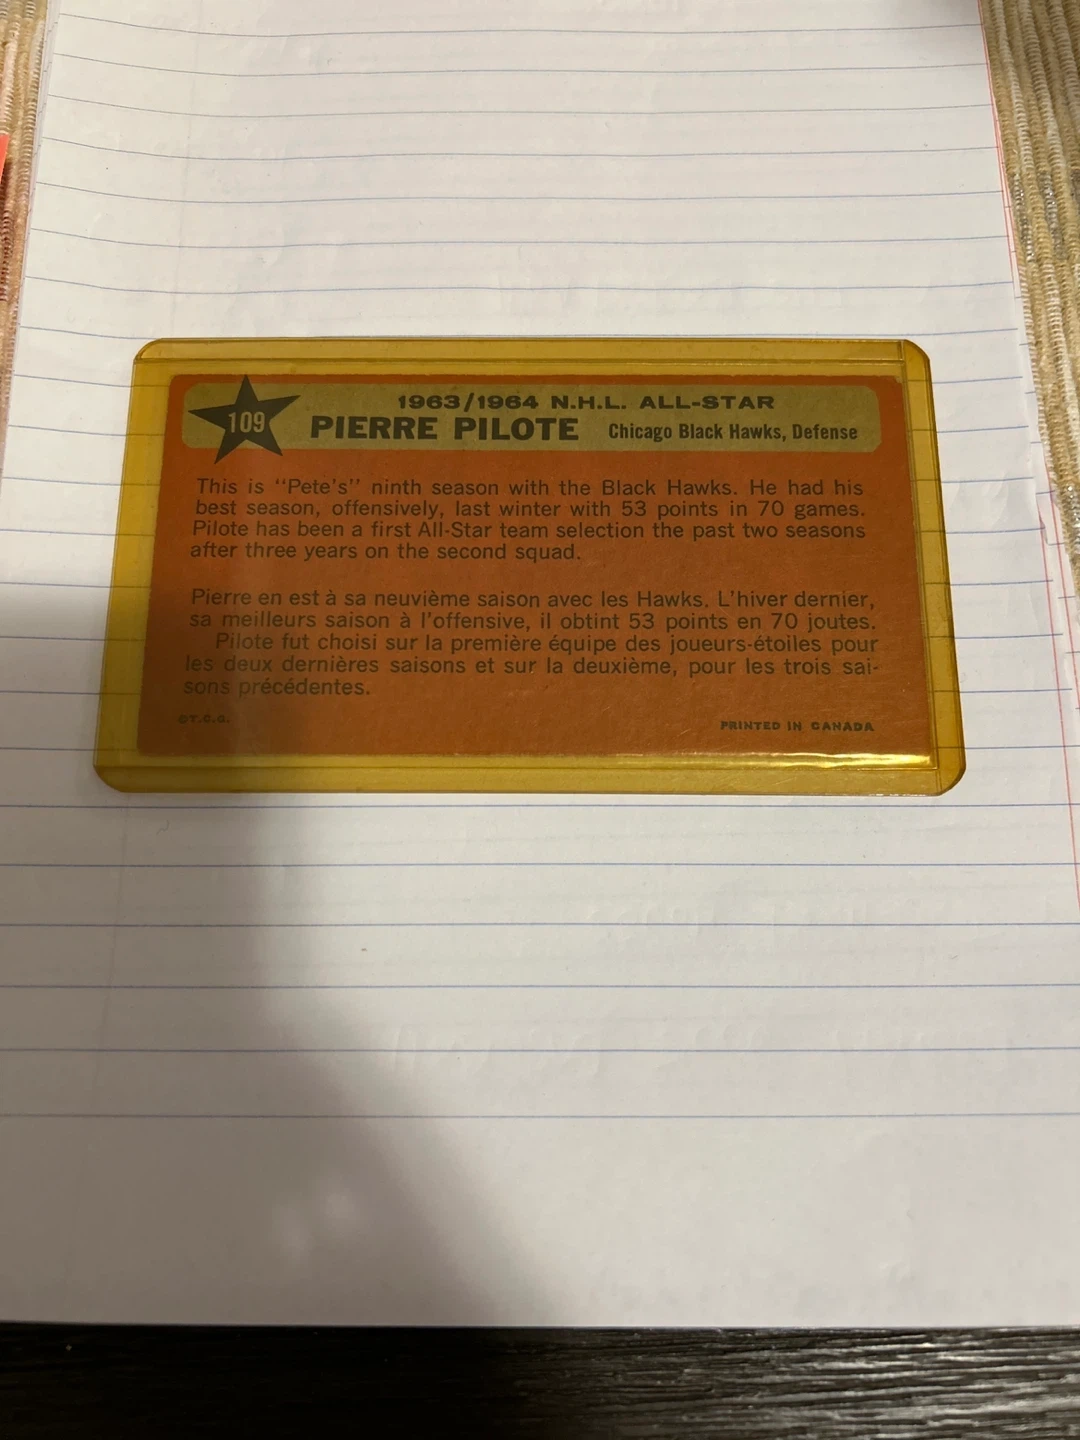 109
1963/1964 N.H.L. ALL-STAR
PIERRE PILOTE Chicago Black Hawks, Defense
This is "Pete's" ninth season with the Black Hawks. He had his
best season, offensively, last winter with 53 points in 70 games.
Pilote has been a first All-Star team selection the past two seasons
after three years on the second squad.
Pierre en est à sa neuvième saison avec les Hawks. L'hiver dernier,
sa meilleurs saison à l'offensive, il obtint 53 points en 70 joutes.
Pilote fut choisi sur la première équipe des joueurs-étoiles pour
les deux dernières saisons et sur la deuxième, pour les trois sai-
sons précédentes.
©T.C.G. PRINTED IN CANADA